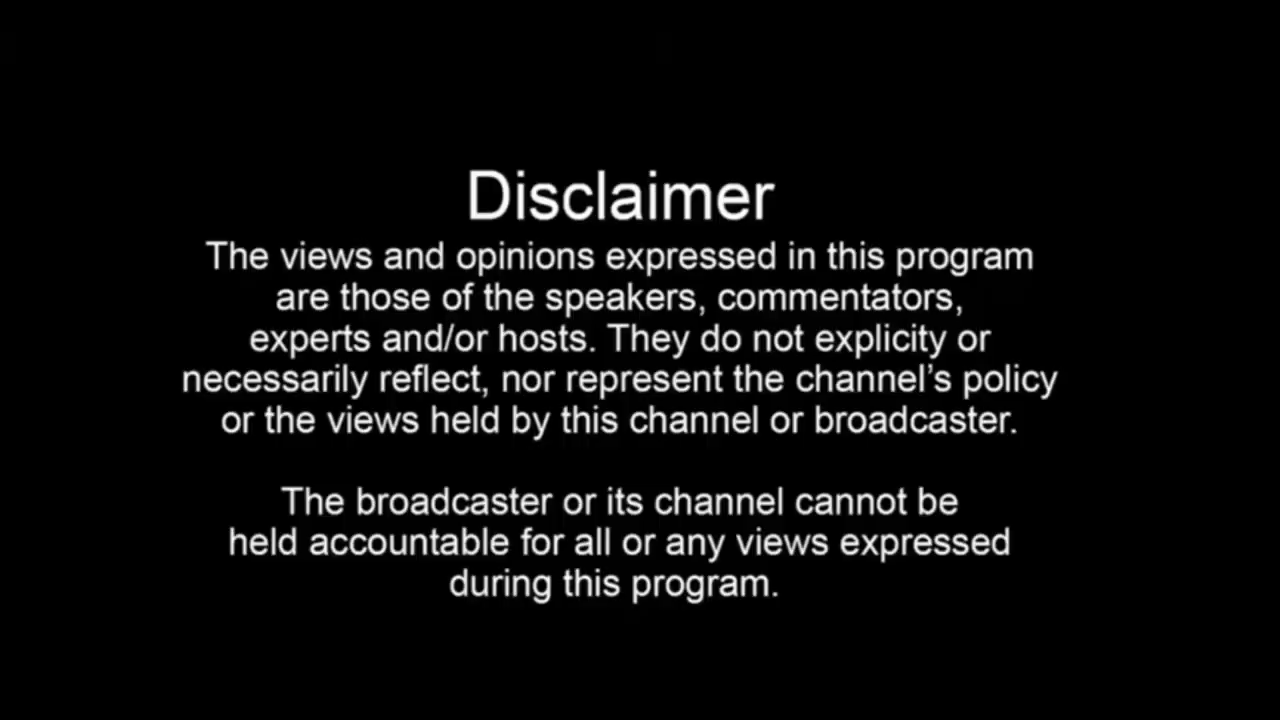 Disclaimer
The views and opinions expressed in this program
are those of the speakers, commentators,
experts and/or hosts. They do not explicity or
necessarily reflect, nor represent the channel’s policy
or the views held by this channel or broadcaster.
The broadcaster or its channel cannot be
held accountable for all or any views expressed
during this program.